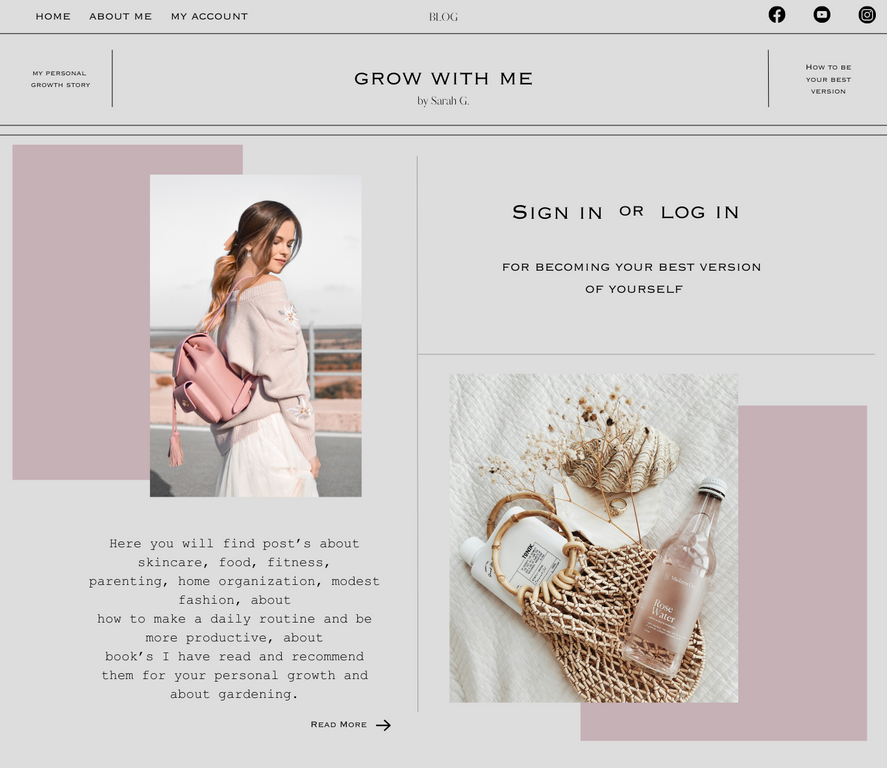 HOME ABOUT ME MY ACCOUNT BLOG
MY PERSONAL
GROWTH STORY
GROW WITH ME
by Sarah G.
HOW TO BE
YOUR BEST
VERSION
SIGN IN OR LOG IN
FOR BECOMING YOUR BEST VERSION
OF YOURSELF
Here you will find post's about
skincare, food, fitness,
parenting, home organization, modest
fashion, about
how to make a daily routine and be
more productive, about
book's I have read and recommend
them for your personal growth and
about gardening.
READ MORE
TONIK
Rose
Water